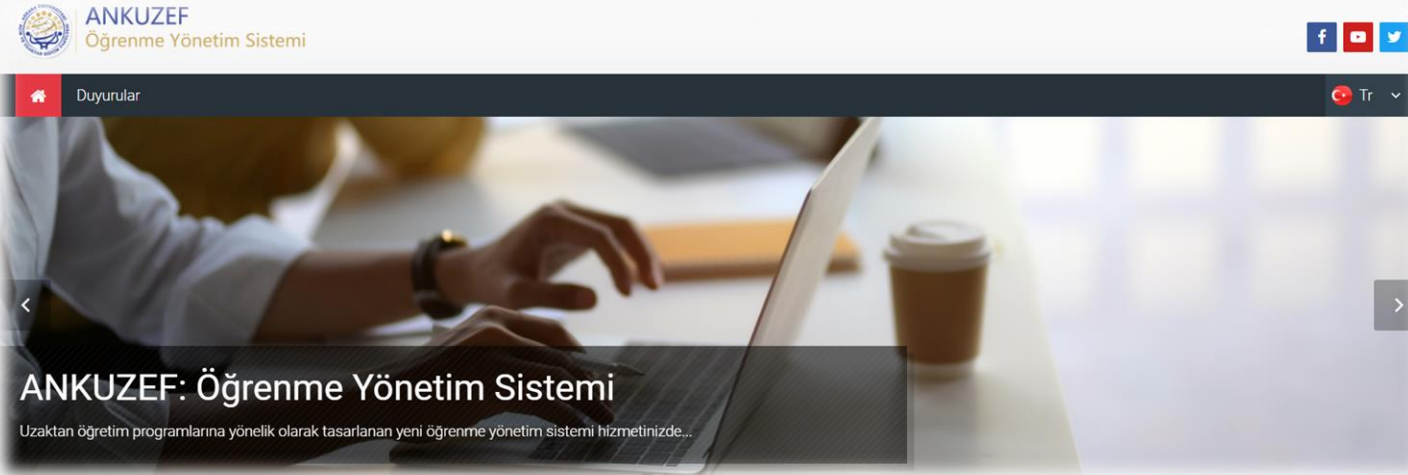 ANKUZEF
Öğrenme Yönetim Sistemi
Duyurular
Tr
ANKUZEF: Öğrenme Yönetim Sistemi
Uzaktan öğretim programlarına yönelik olarak tasarlanan yeni öğrenme yönetim sistemi hizmetinizde...